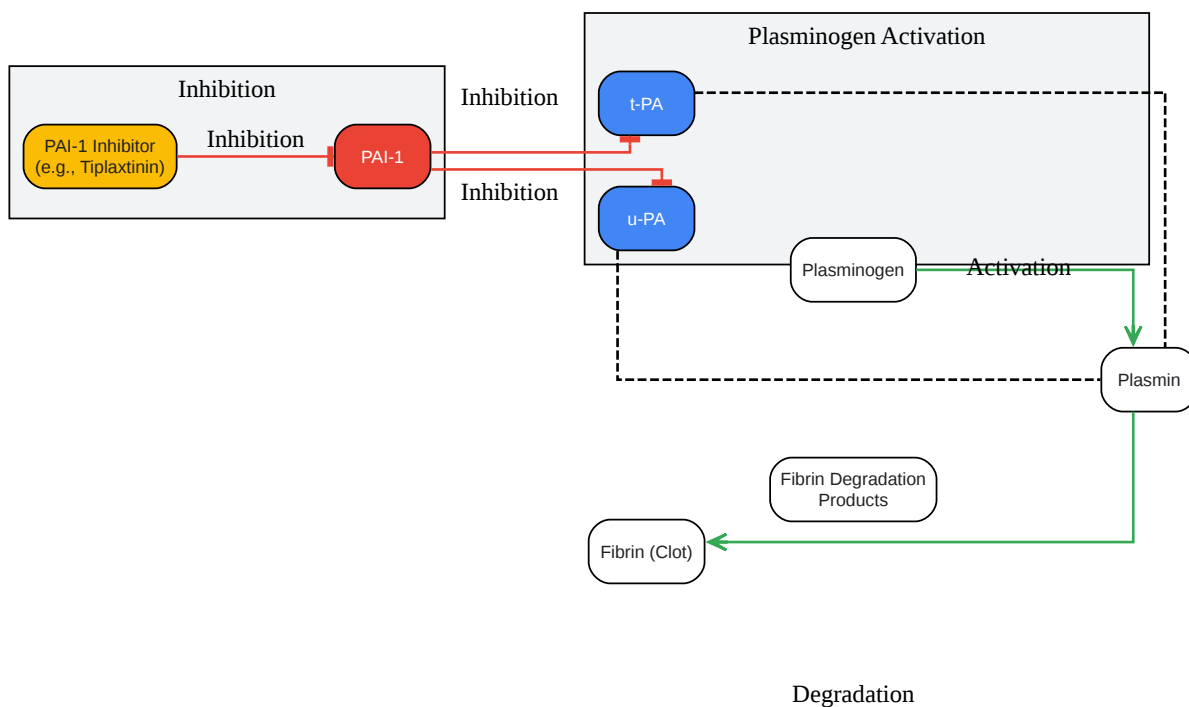 Plasminogen Activation
Inhibition
Inhibition
t-PA
PAI-1 Inhibitor
(e.g., Tiplaxtinin)
Inhibition
PAI-1
Inhibition
u-PA
Plasminogen
Activation
Plasmin
Fibrin Degradation
Products
Fibrin (Clot)
Degradation